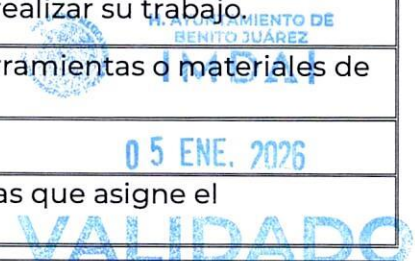 realizar su trabajo.
H. AYUNTAMIENTO DE
BENITO JUÁREZ
rramientas o materiales de
IMDAI
05 ENE. 2026
as que asigne el
VALIDADO